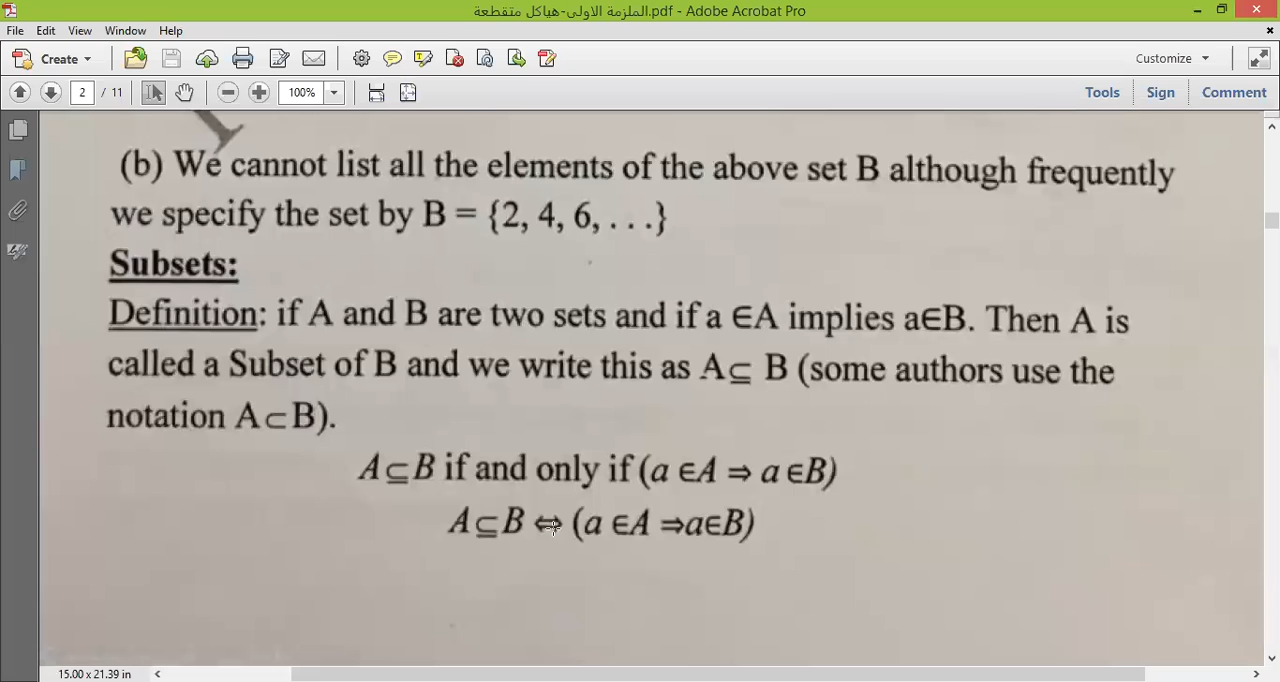 الملزمة الاولى-هياكل متقطعة.pdf - Adobe Acrobat Pro
File Edit View Window Help
Create Customize
2 / 11 100% Tools Sign Comment
(b) We cannot list all the elements of the above set B although frequently
we specify the set by B = {2, 4, 6, . . .}
Subsets:
Definition: if A and B are two sets and if a ∈A implies a∈B. Then A is
called a Subset of B and we write this as A⊆ B (some authors use the
notation A⊂B).
A⊆B if and only if (a ∈A ⇒ a ∈B)
A⊆B ⇔ (a ∈A ⇒a∈B)
15.00 x 21.39 in